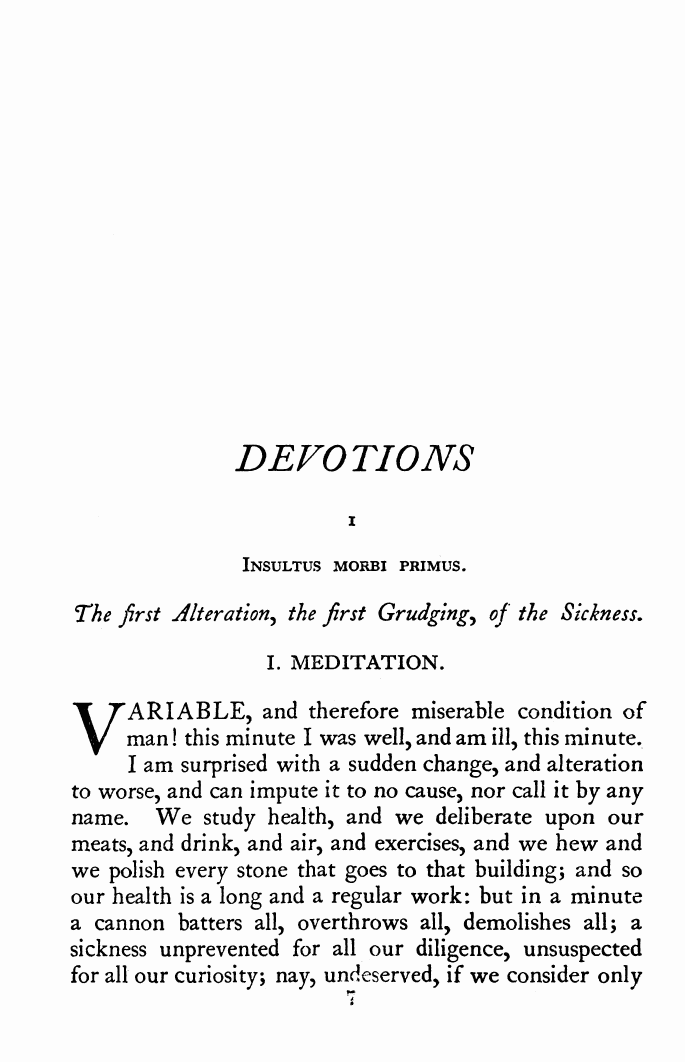 DEVOTIONS
I
Insultus morbi primus.
The first Alteration, the first Grudging, of the Sickness.
I. MEDITATION.
VARIABLE, and therefore miserable condition of
man! this minute I was well, and am ill, this minute.
I am surprised with a sudden change, and alteration
to worse, and can impute it to no cause, nor call it by any
name. We study health, and we deliberate upon our
meats, and drink, and air, and exercises, and we hew and
we polish every stone that goes to that building; and so
our health is a long and a regular work: but in a minute
a cannon batters all, overthrows all, demolishes all; a
sickness unprevented for all our diligence, unsuspected
for all our curiosity; nay, undeserved, if we consider only
7